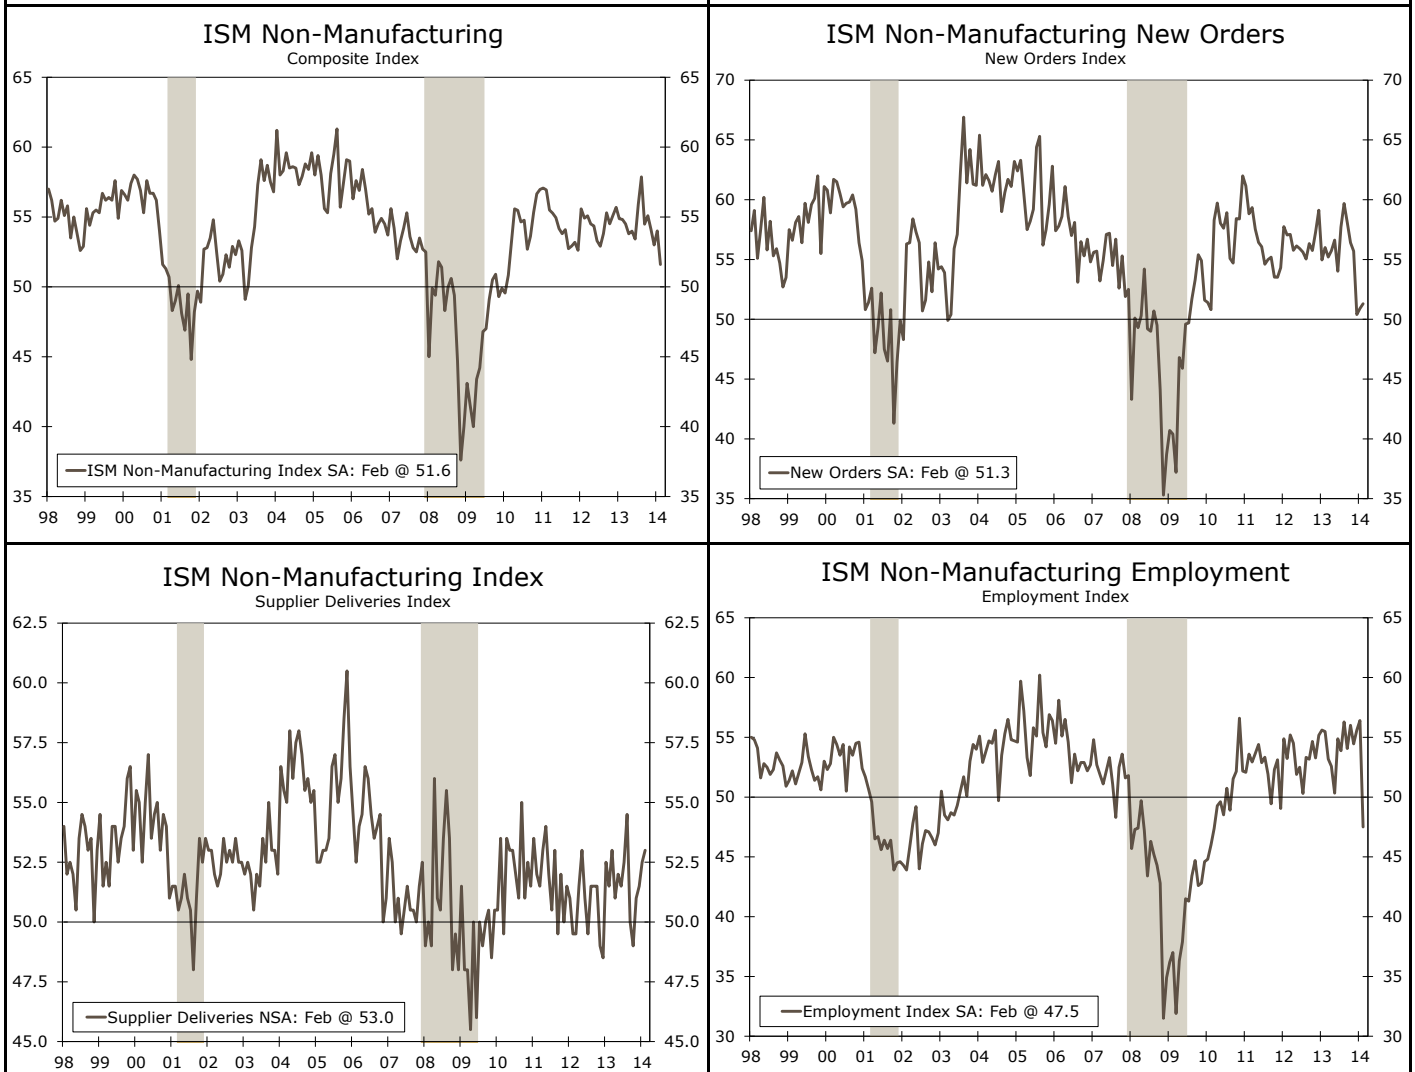 ISM Non-Manufacturing
Composite Index
65 65
60 60
55 55
50 50
45 45
40 40
35 35
ISM Non-Manufacturing Index SA: Feb @ 51.6
98 99 00 01 02 03 04 05 06 07 08 09 10 11 12 13 14
ISM Non-Manufacturing New Orders
New Orders Index
70 70
65 65
60 60
55 55
50 50
45 45
40 40
35 35
New Orders SA: Feb @ 51.3
98 99 00 01 02 03 04 05 06 07 08 09 10 11 12 13 14
ISM Non-Manufacturing Index
Supplier Deliveries Index
62.5 62.5
60.0 60.0
57.5 57.5
55.0 55.0
52.5 52.5
50.0 50.0
47.5 47.5
45.0 45.0
Supplier Deliveries NSA: Feb @ 53.0
98 99 00 01 02 03 04 05 06 07 08 09 10 11 12 13 14
ISM Non-Manufacturing Employment
Employment Index
65 65
60 60
55 55
50 50
45 45
40 40
35 35
30 30
Employment Index SA: Feb @ 47.5
98 99 00 01 02 03 04 05 06 07 08 09 10 11 12 13 14